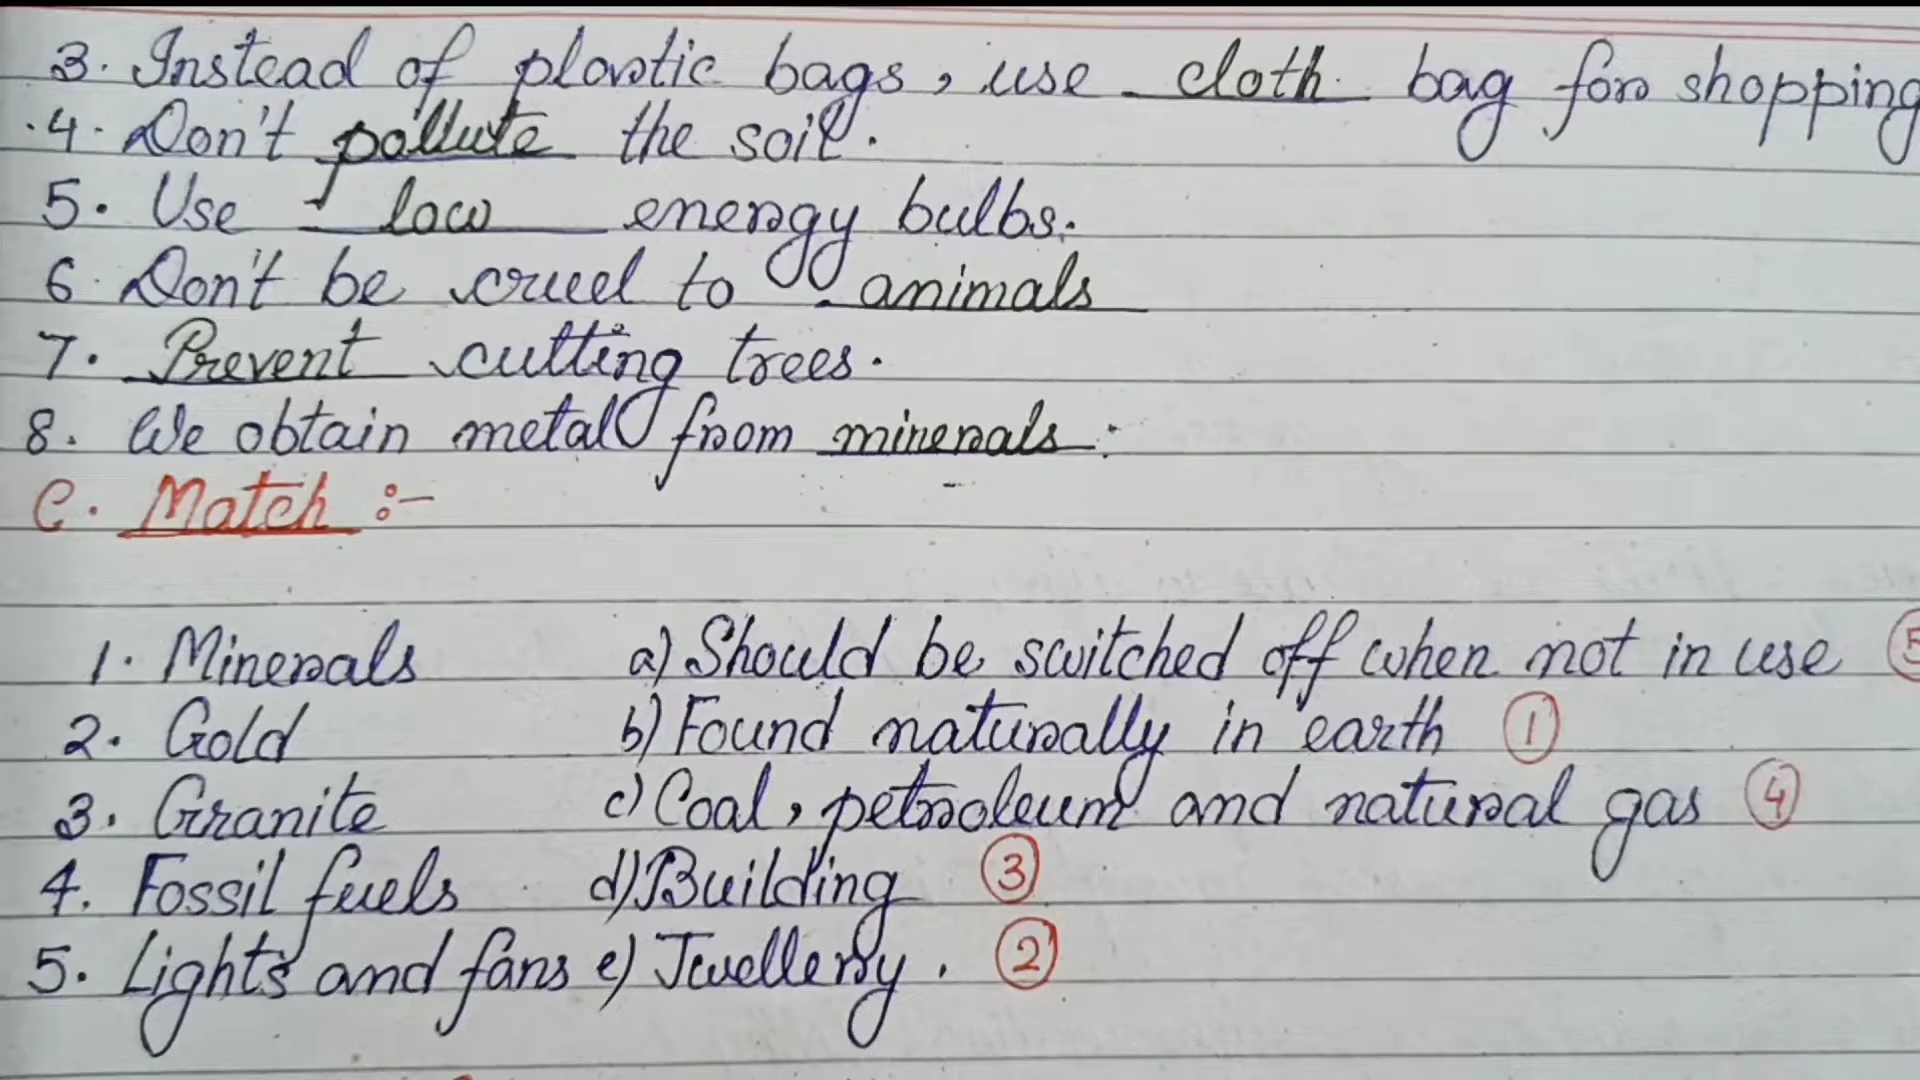 3. Instead of plastic bags, use cloth bag for shopping
4. Don't pollute the soil.
5. Use low energy bulbs.
6. Don't be cruel to animals
7. Prevent cutting trees.
8. We obtain metal from minerals.
C. Match :-
1. Minerals a) Should be switched off when not in use 5
2. Gold b) Found naturally in earth 1
3. Granite c) Coal, petroleum and natural gas 4
4. Fossil fuels d) Building 3
5. Lights and fans e) Jwellery. 2